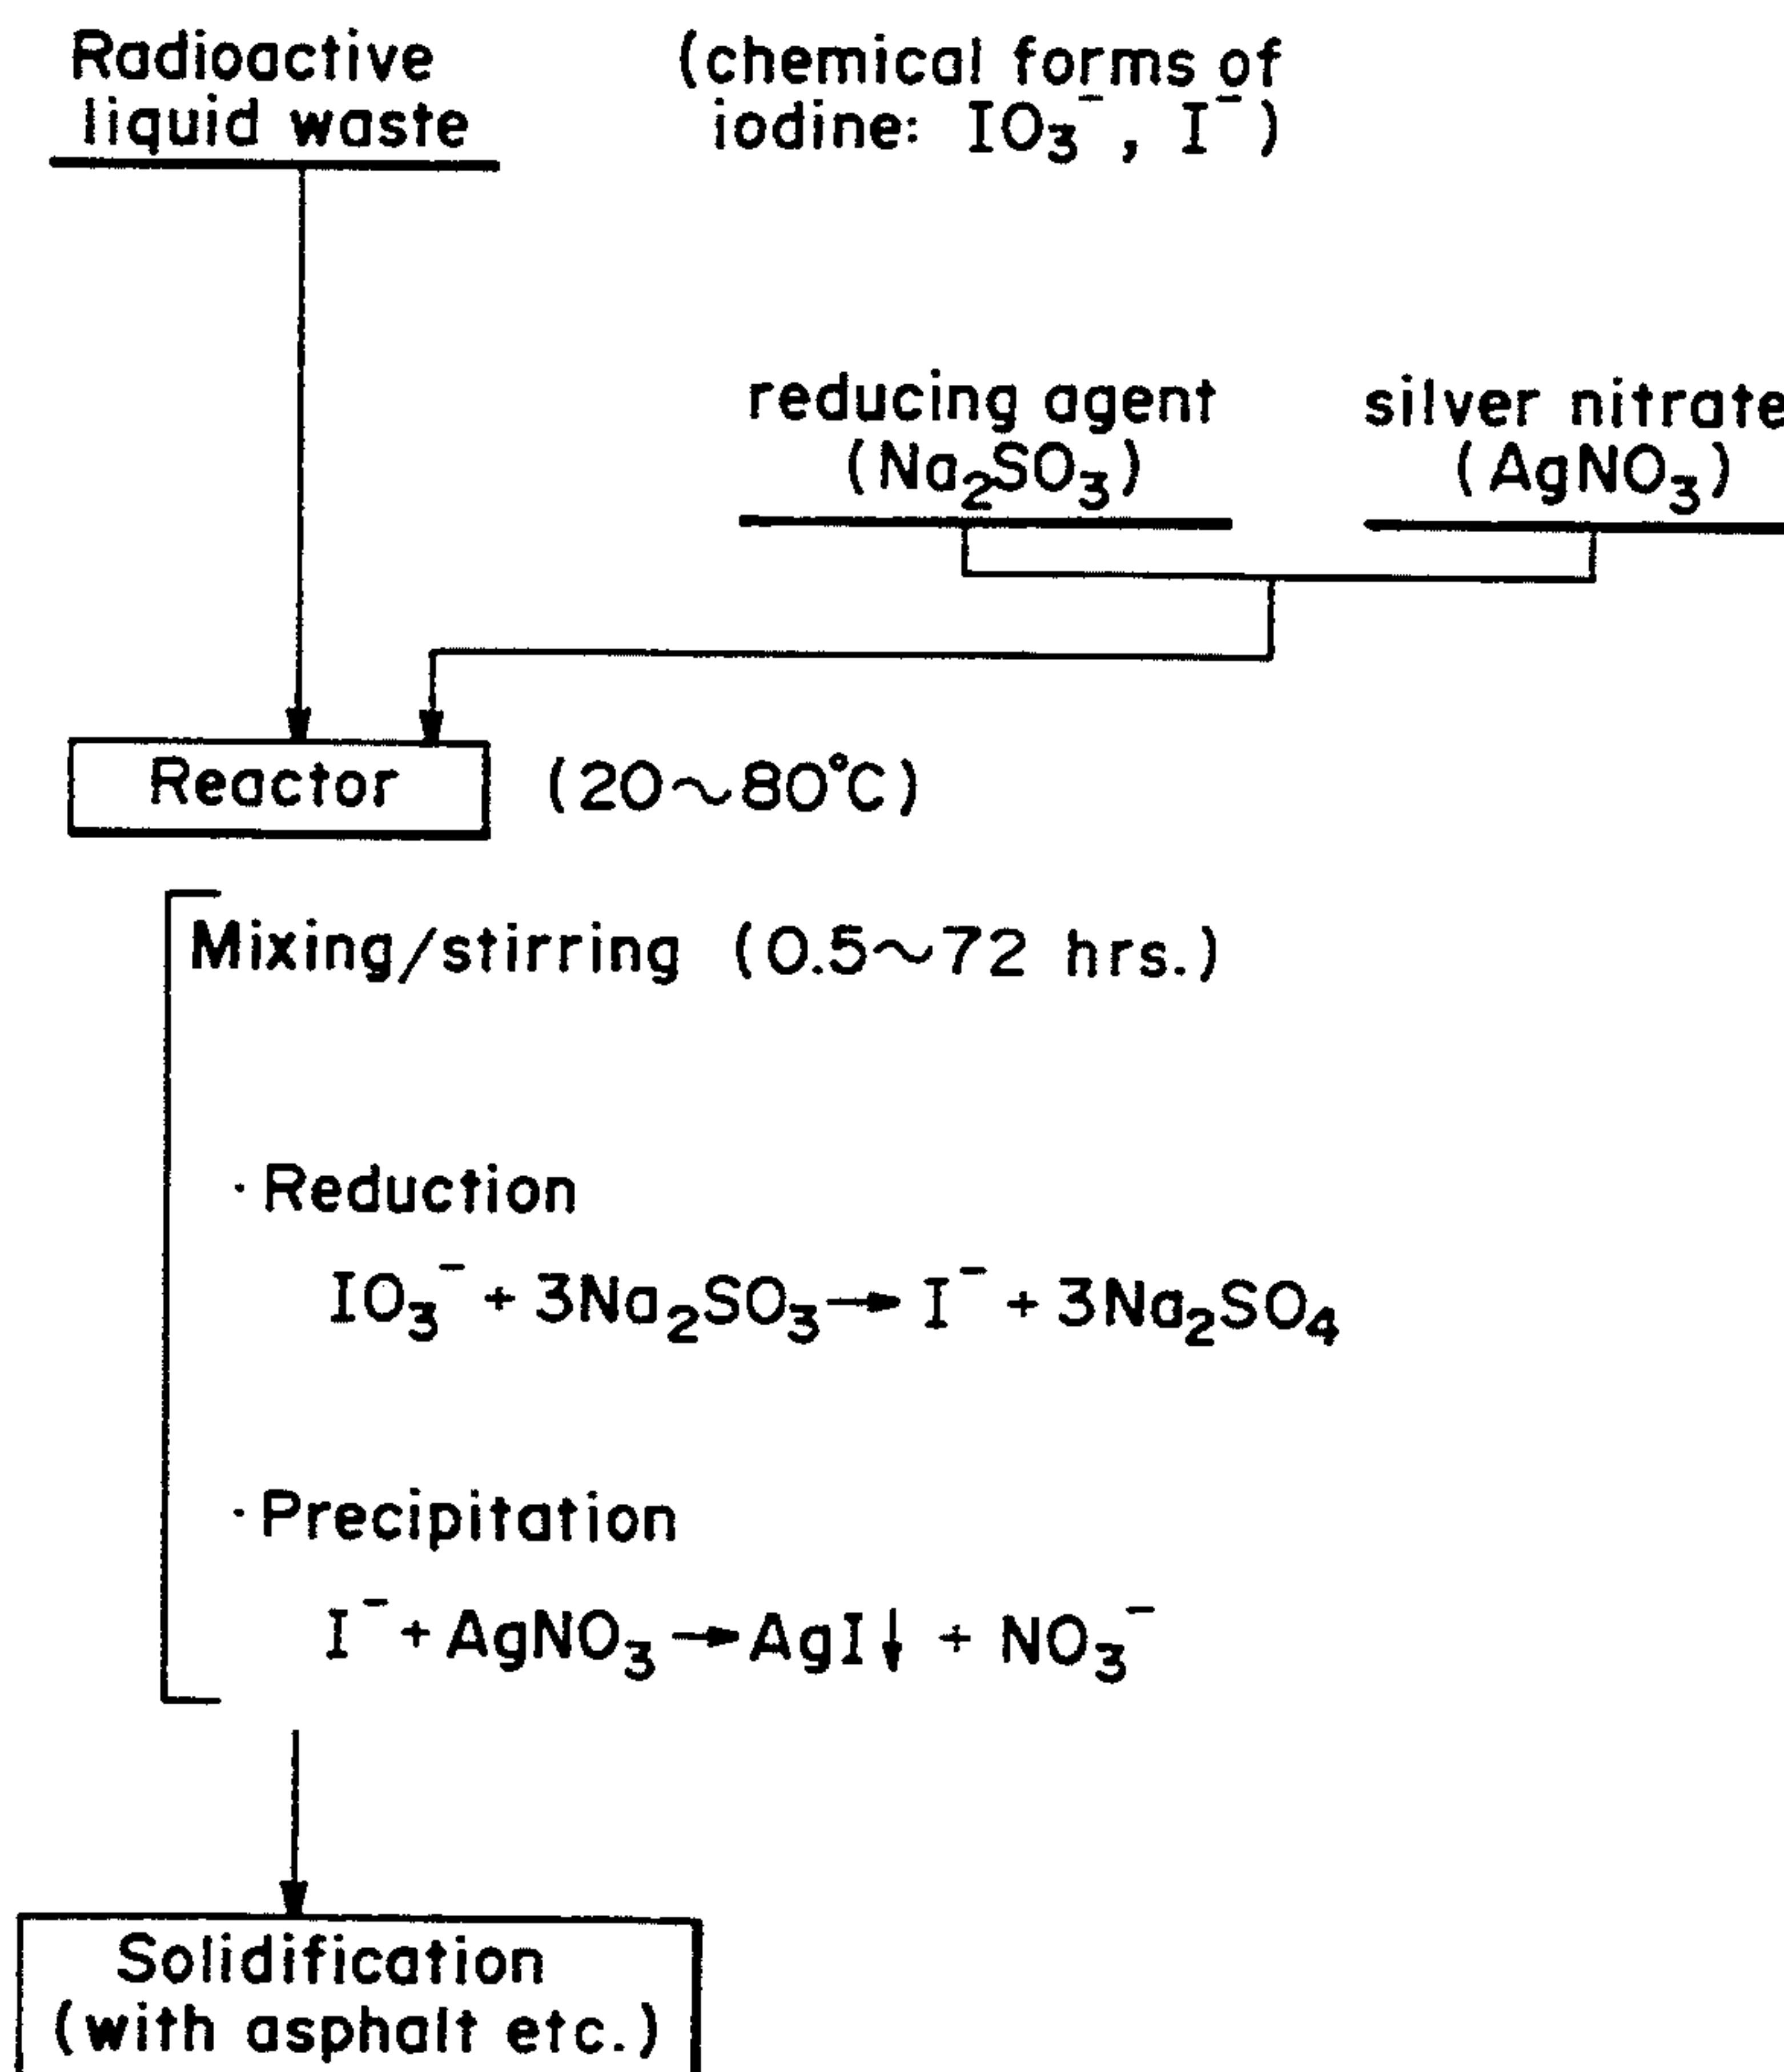 Radioactive
liquid waste
(chemical forms of
iodine: IO₃⁻, I⁻)
reducing agent
(Na₂SO₃)
silver nitrate
(AgNO₃)
Reactor
(20~80°C)
Mixing/stirring (0.5~72 hrs.)
·Reduction
IO₃⁻ + 3Na₂SO₃→I⁻ + 3Na₂SO₄
·Precipitation
I⁻ + AgNO₃→AgI↓ + NO₃⁻
Solidification
(with asphalt etc.)